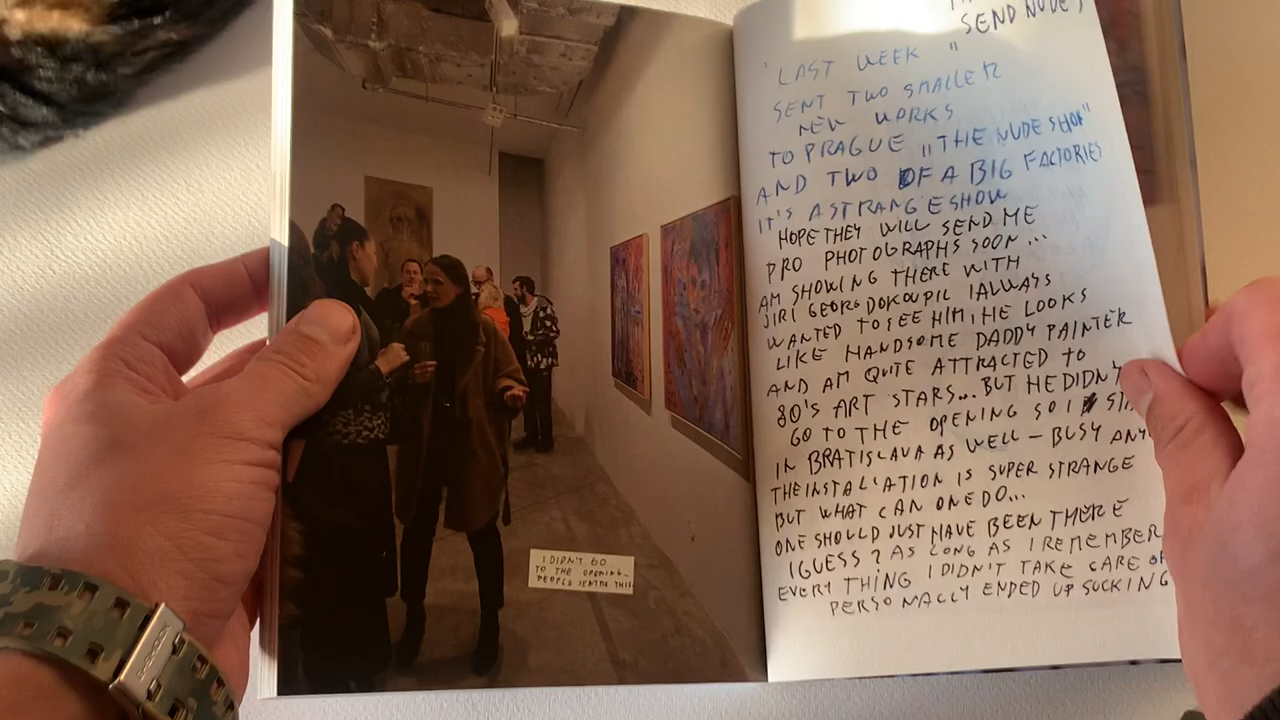 I DIDN'T GO
TO THE OPENING_
PEOPLE SENT ME THIS
SEND NUDES
"LAST WEEK "
SENT TWO SMALLER
NEW WORKS
TO PRAGUE "THE NUDE SHOP"
AND TWO OF A BIG FACTORIES
IT'S A STRANGE SHOW
HOPE THEY WILL SEND ME
PRO PHOTOGRAPHS SOON...
AM SHOWING THERE WITH
JIRI GEORG DOKOUPIL I ALWAYS
WANTED TO SEE HIM, HE LOOKS
LIKE HANDSOME DADDY PAINTER
AND AM QUITE ATTRACTED TO
80'S ART STARS... BUT HE DIDN'T
GO TO THE OPENING SO I
IN BRATISLAVA AS WELL – BUSY
THE INSTALLATION IS SUPER STRANGE
BUT WHAT CAN ONE DO...
ONE SHOULD JUST HAVE BEEN THERE
I GUESS? AS LONG AS I REMEMBER
EVERY THING I DIDN'T TAKE CARE OF
PERSONALLY ENDED UP SUCKING